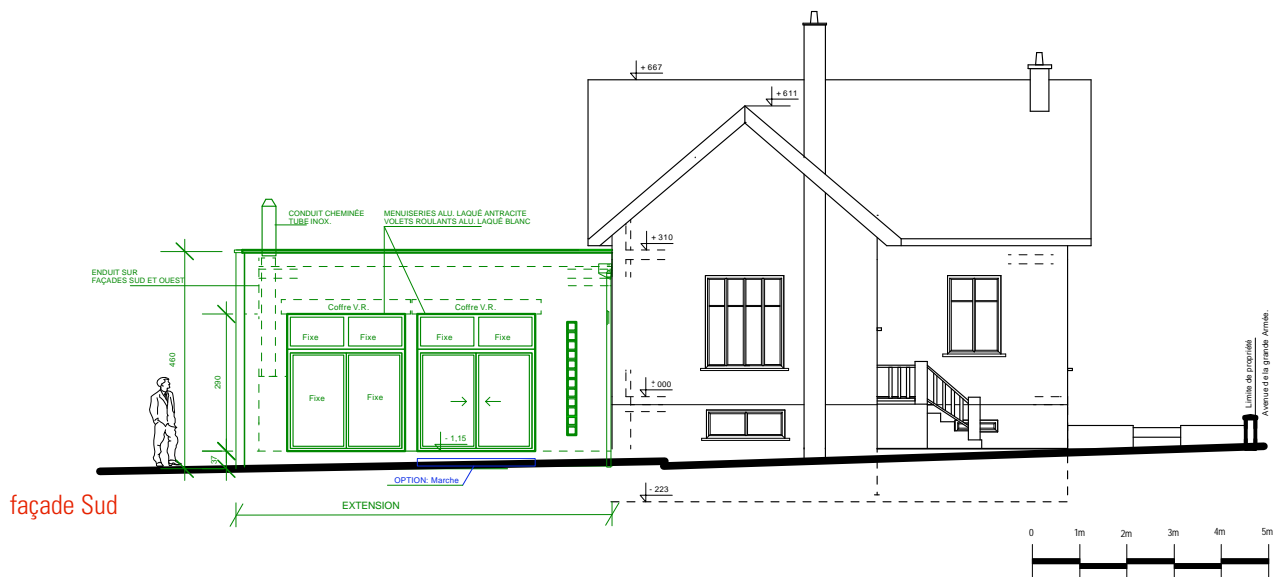 + 667
+ 611
CONDUIT CHEMINÉE
TUBE INOX.
MENUISERIES ALU. LAQUÉ ANTRACITE
VOLETS ROULANTS ALU. LAQUÉ BLANC
+ 310
ENDUIT SUR
FAÇADES SUD ET OUEST
Coffre V.R.
Coffre V.R.
Fixe
Fixe
Fixe
Fixe
460
290
Fixe
Fixe
± 000
Limite de propriété
Avenue de la grande Armée.
- 1,15
37
OPTION: Marche
- 223
façade Sud
EXTENSION
0
1m
2m
3m
4m
5m